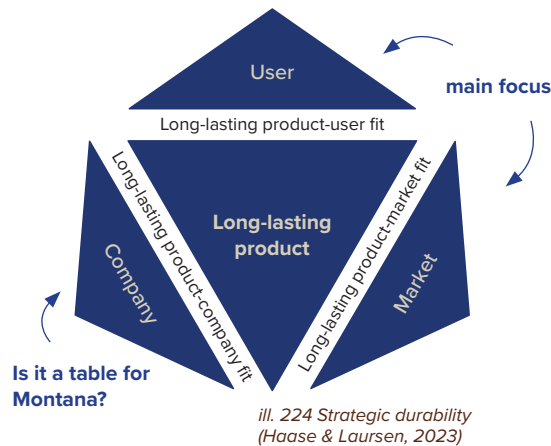 User
main focus
Long-lasting product-user fit
Long-lasting
product
Company
Long-lasting product-company fit
Long-lasting product-market fit
Market
Is it a table for
Montana?
ill. 224 Strategic durability
(Haase & Laursen, 2023)